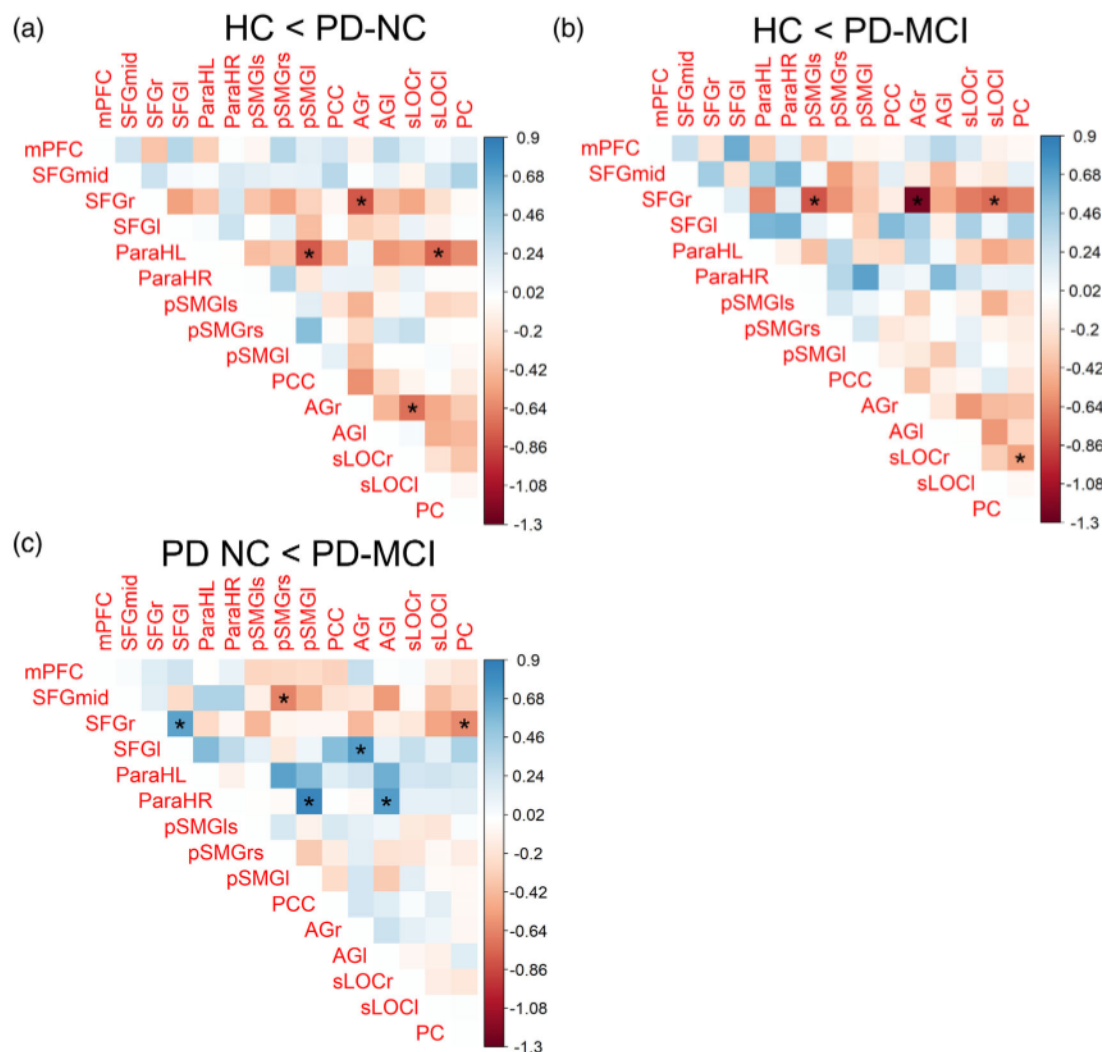 (a) HC < PD-NC
mPFC SFGmid SFGr SFGl ParaHL ParaHR pSMGls pSMGrs pSMGl PCC AGr AGl sLOCr sLOCl PC
mPFC
SFGmid
SFGr *
SFGl
ParaHL * *
ParaHR
pSMGls
pSMGrs
pSMGl
PCC
AGr *
AGl
sLOCr
sLOCl
PC
0.9
0.68
0.46
0.24
0.02
-0.2
-0.42
-0.64
-0.86
-1.08
-1.3
(b) HC < PD-MCI
mPFC SFGmid SFGr SFGl ParaHL ParaHR pSMGls pSMGrs pSMGl PCC AGr AGl sLOCr sLOCl PC
mPFC
SFGmid
SFGr * * *
SFGl
ParaHL
ParaHR
pSMGls
pSMGrs
pSMGl
PCC
AGr
AGl
sLOCr *
sLOCl
PC
0.9
0.68
0.46
0.24
0.02
-0.2
-0.42
-0.64
-0.86
-1.08
-1.3
(c) PD NC < PD-MCI
mPFC SFGmid SFGr SFGl ParaHL ParaHR pSMGls pSMGrs pSMGl PCC AGr AGl sLOCr sLOCl PC
mPFC
SFGmid *
SFGr * *
SFGl *
ParaHL
ParaHR * *
pSMGls
pSMGrs
pSMGl
PCC
AGr
AGl
sLOCr
sLOCl
PC
0.9
0.68
0.46
0.24
0.02
-0.2
-0.42
-0.64
-0.86
-1.08
-1.3